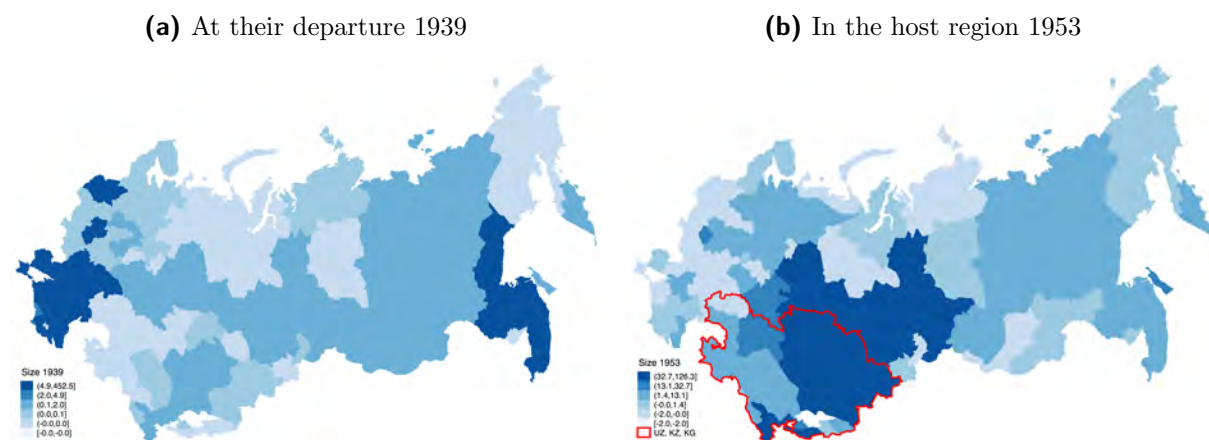 (a) At their departure 1939
(b) In the host region 1953
Size 1939
(4.9,452.5]
(2.0,4.9]
(0.1,2.0]
(0.0,0.1]
(-0.0,0.0]
[-0.0,-0.0]
Size 1953
(32.7,126.3]
(13.1,32.7]
(1.4,13.1]
(-0.0,1.4]
(-2.0,-0.0]
[-2.0,-2.0]
UZ, KZ, KG